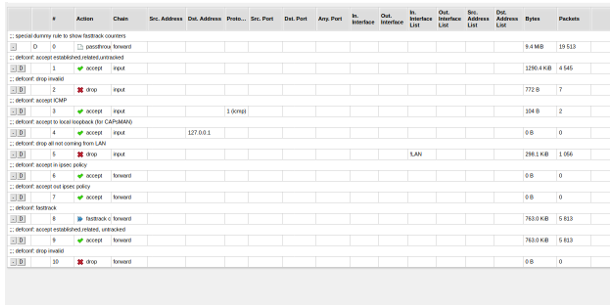 # Action Chain Src. Address Dst. Address Proto... Src. Port Dst. Port Any. Port In. Interface Out. Interface In. Interface List Out. Interface List Src. Address List Dst. Address List Bytes Packets
;;; special dummy rule to show fasttrack counters
- D 0 passthrou forward 9.4 MiB 19 513
;;; defconf: accept established,related,untracked
- D 1 accept input 1290.4 KiB 4 545
;;; defconf: drop invalid
- D 2 drop input 772 B 7
;;; defconf: accept ICMP
- D 3 accept input 1 (icmp) 104 B 2
;;; defconf: accept to local loopback (for CAPsMAN)
- D 4 accept input 127.0.0.1 0 B 0
;;; defconf: drop all not coming from LAN
- D 5 drop input !LAN 298.1 KiB 1 056
;;; defconf: accept in ipsec policy
- D 6 accept forward 0 B 0
;;; defconf: accept out ipsec policy
- D 7 accept forward 0 B 0
;;; defconf: fasttrack
- D 8 fasttrack c forward 763.0 KiB 5 813
;;; defconf: accept established,related, untracked
- D 9 accept forward 763.0 KiB 5 813
;;; defconf: drop invalid
- D 10 drop forward 0 B 0